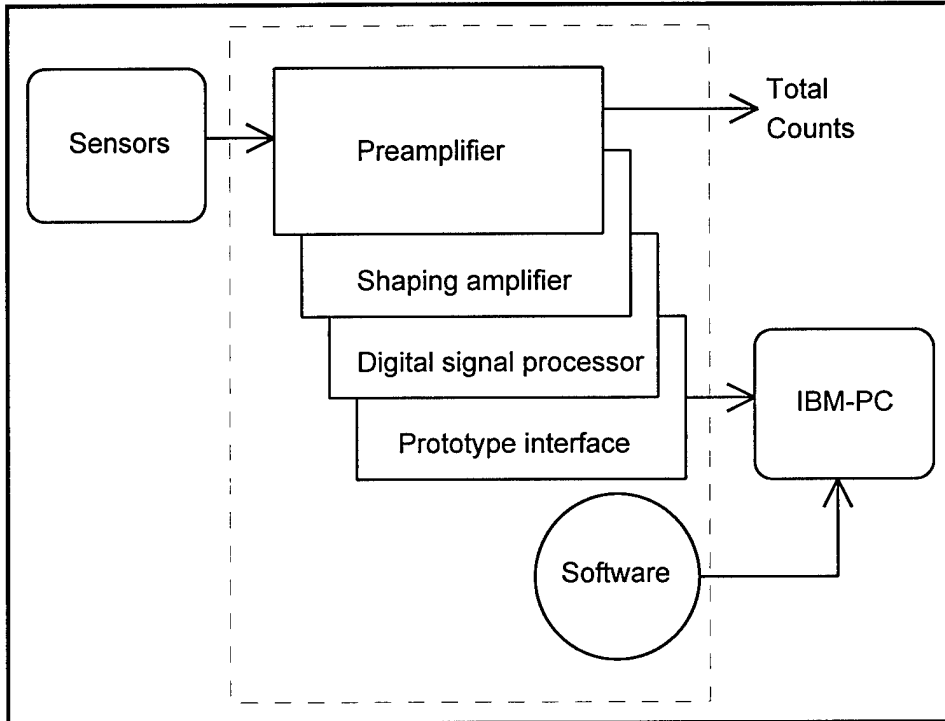 Sensors
Preamplifier
Total
Counts
Shaping amplifier
Digital signal processor
Prototype interface
IBM-PC
Software